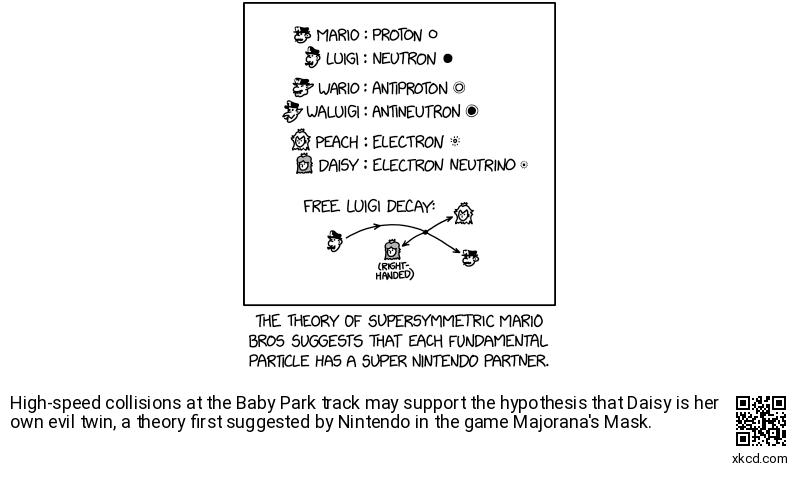 MARIO : PROTON
LUIGI : NEUTRON
WARIO : ANTIPROTON
WALUIGI : ANTINEUTRON
PEACH : ELECTRON
DAISY : ELECTRON NEUTRINO
FREE LUIGI DECAY:
(RIGHT-
HANDED)
THE THEORY OF SUPERSYMMETRIC MARIO
BROS SUGGESTS THAT EACH FUNDAMENTAL
PARTICLE HAS A SUPER NINTENDO PARTNER.
High-speed collisions at the Baby Park track may support the hypothesis that Daisy is her
own evil twin, a theory first suggested by Nintendo in the game Majorana's Mask.
xkcd.com